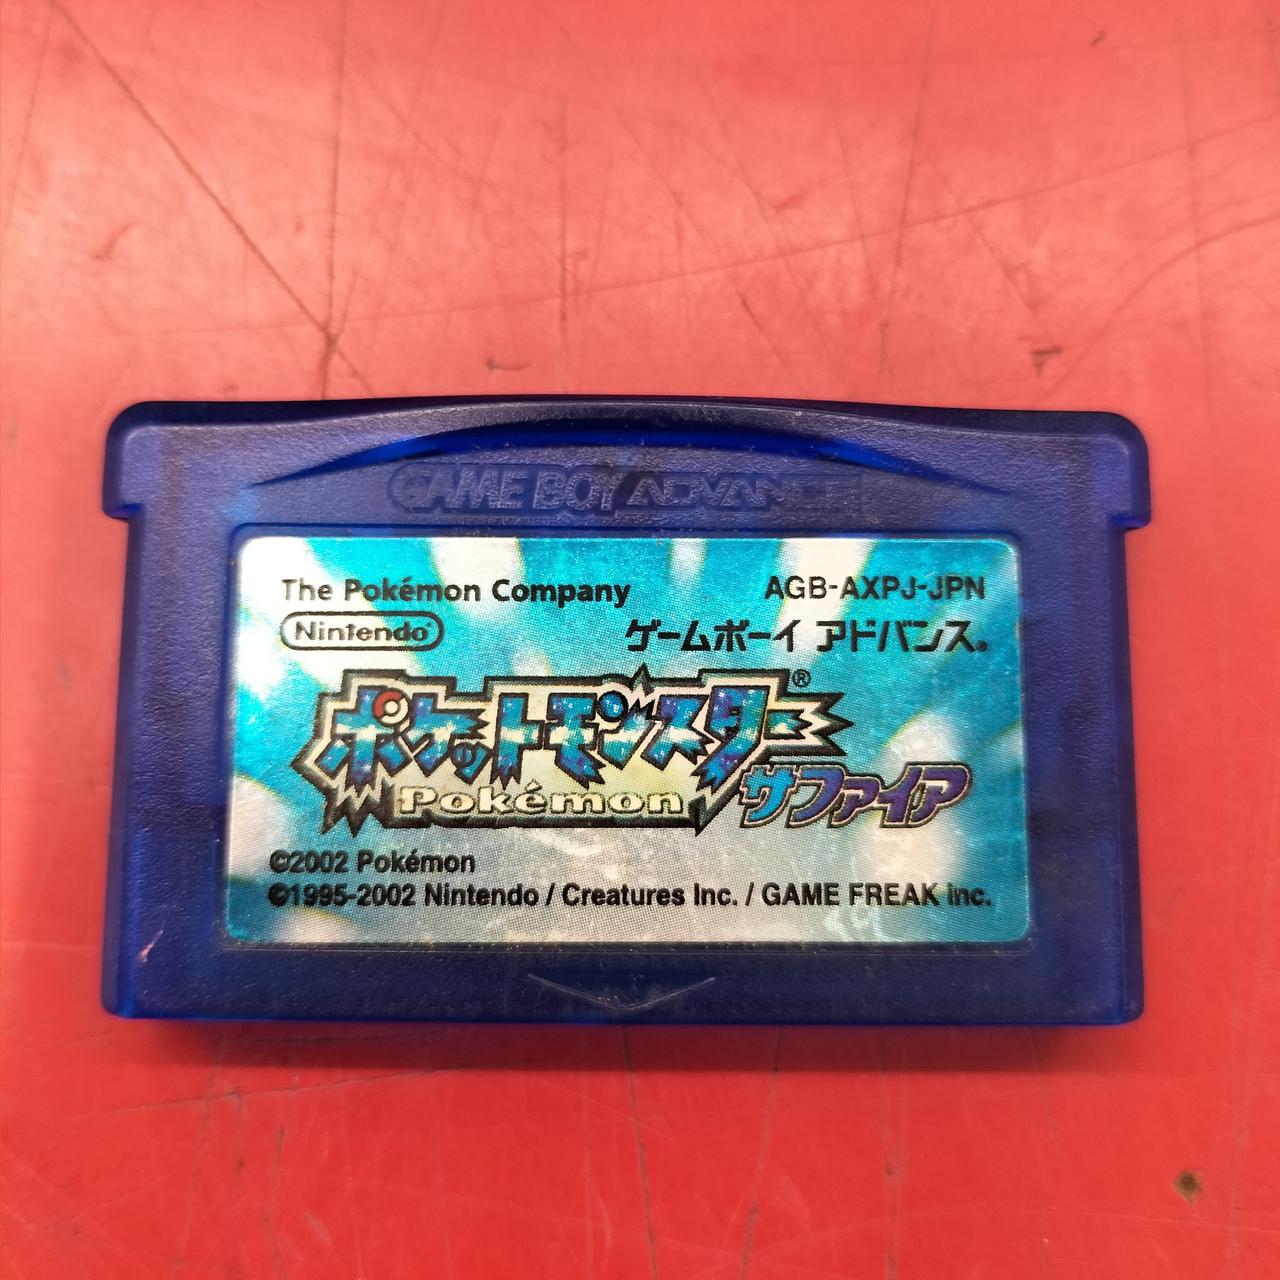 GAME BOY ADVANCE
The Pokémon Company
AGB-AXPJ-JPN
Nintendo®
ゲームボーイ アドバンス®
ポケットモンスター®
Pokémon
サファイア
©2002 Pokémon
©1995-2002 Nintendo / Creatures Inc. / GAME FREAK inc.